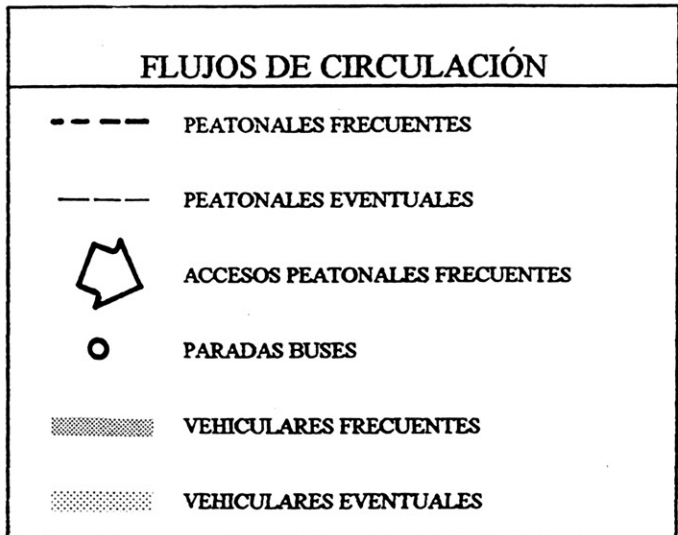 FLUJOS DE CIRCULACIÓN
PEATONALES FRECUENTES
PEATONALES EVENTUALES
ACCESOS PEATONALES FRECUENTES
PARADAS BUSES
VEHICULARES FRECUENTES
VEHICULARES EVENTUALES